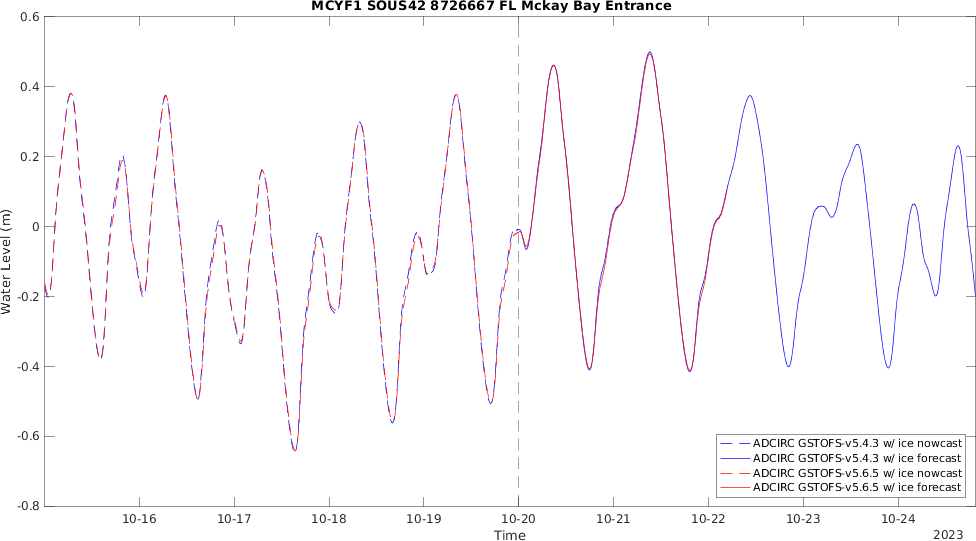 MCYF1 SOUS42 8726667 FL Mckay Bay Entrance
0.6
0.4
0.2
0
-0.2
-0.4
-0.6
-0.8
Water Level (m)
ADCIRC GSTOFS-v5.4.3 w/ ice nowcast
ADCIRC GSTOFS-v5.4.3 w/ ice forecast
ADCIRC GSTOFS-v5.6.5 w/ ice nowcast
ADCIRC GSTOFS-v5.6.5 w/ ice forecast
10-16 10-17 10-18 10-19 10-20 10-21 10-22 10-23 10-24
Time
2023